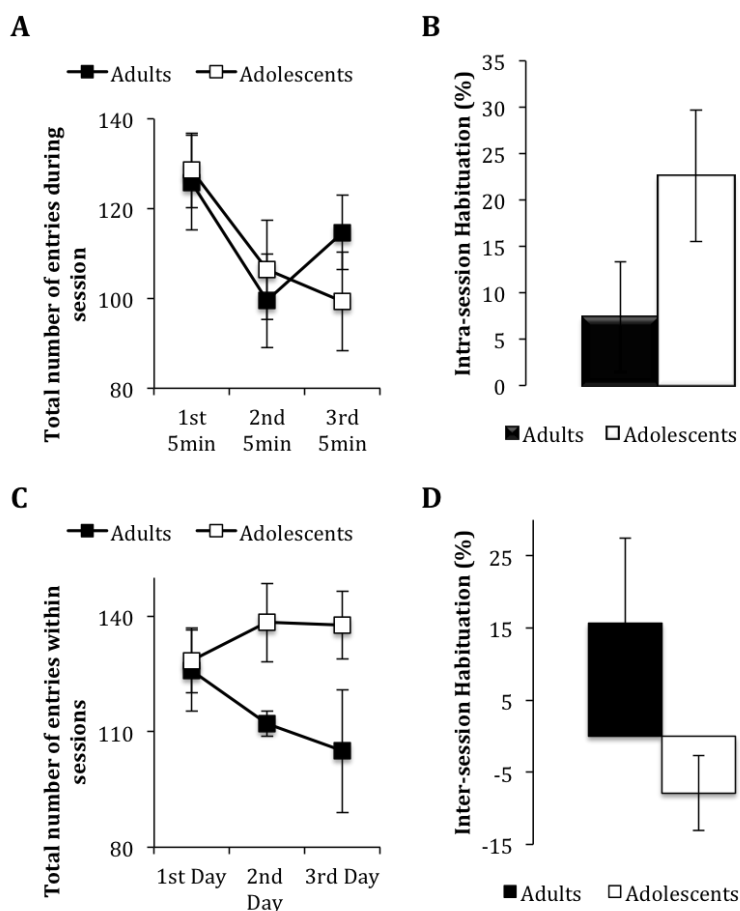 A
Adults Adolescents
Total number of entries during
session
140
120
100
80
1st
5min
2nd
5min
3rd
5min
B
Intra-session Habituation (%)
35
30
25
20
15
10
5
0
Adults Adolescents
C
Adults Adolescents
Total number of entries within
sessions
140
110
80
1st Day
2nd
Day
3rd Day
D
Inter-session Habituation (%)
25
15
5
-5
-15
Adults Adolescents